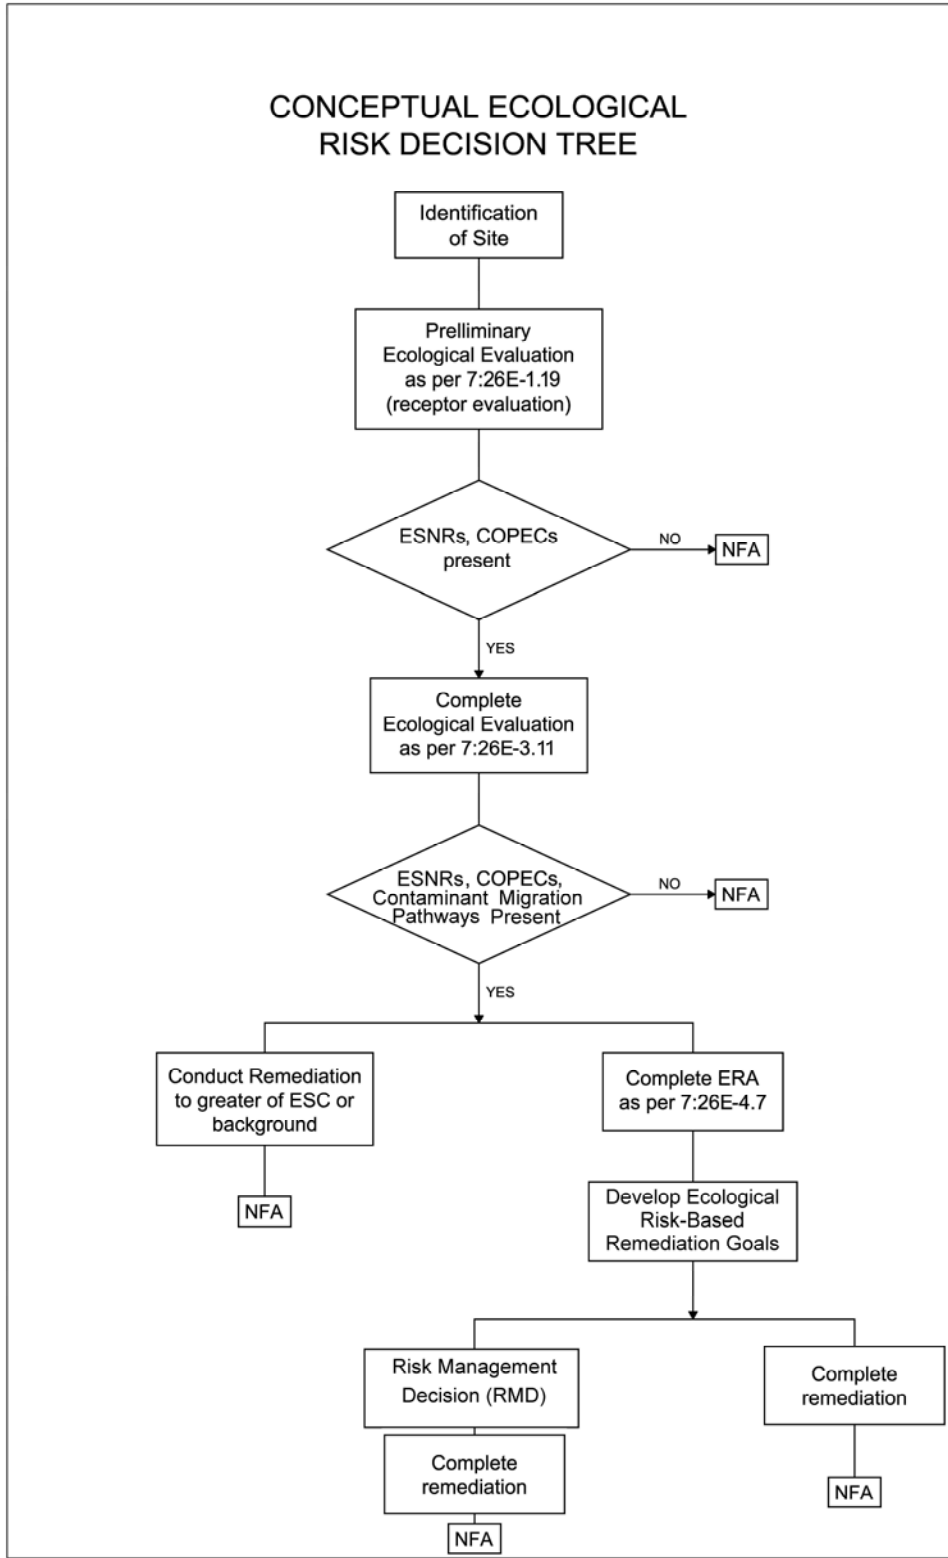 CONCEPTUAL ECOLOGICAL
RISK DECISION TREE
Identification
of Site
Prelliminary
Ecological Evaluation
as per 7:26E-1.19
(receptor evaluation)
ESNRs, COPECs
present
NO
NFA
YES
Complete
Ecological Evaluation
as per 7:26E-3.11
ESNRs, COPECs,
Contaminant Migration
Pathways Present
NO
NFA
YES
Conduct Remediation
to greater of ESC or
background
NFA
Complete ERA
as per 7:26E-4.7
Develop Ecological
Risk-Based
Remediation Goals
Risk Management
Decision (RMD)
Complete
remediation
NFA
Complete
remediation
NFA